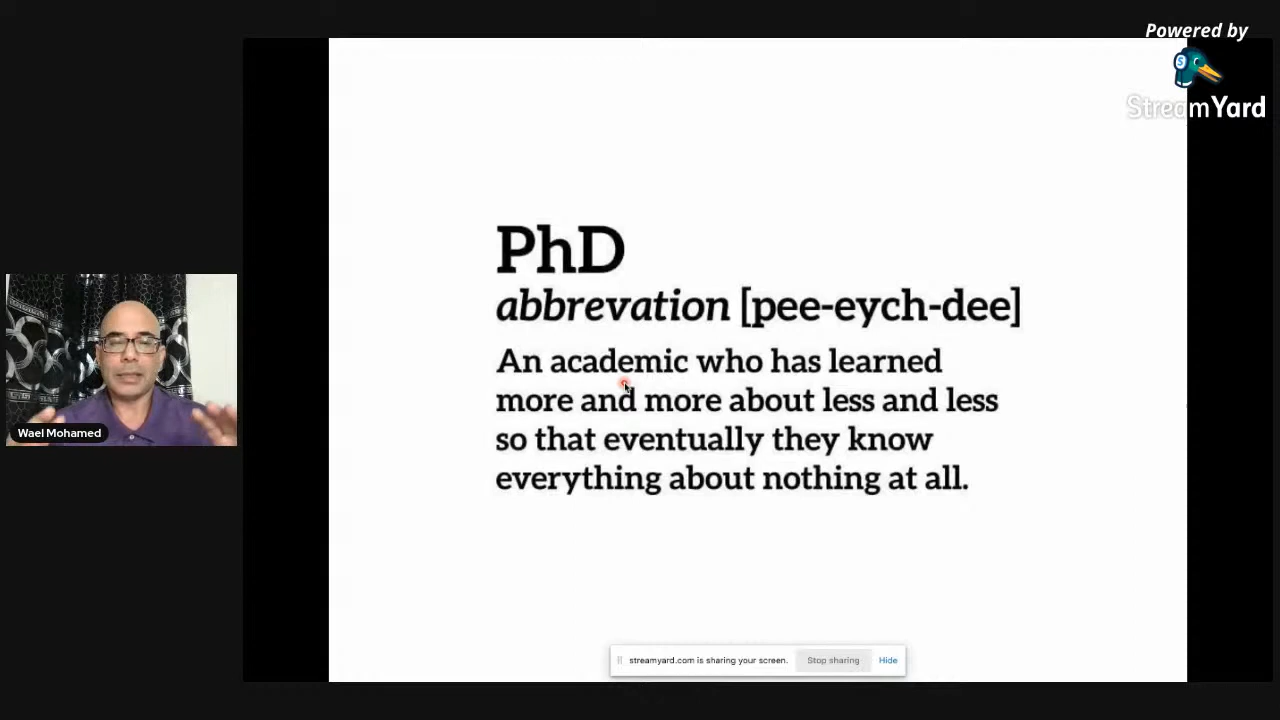 Powered by
StreamYard
PhD
abbrevation [pee-eych-dee]
An academic who has learned
more and more about less and less
so that eventually they know
everything about nothing at all.
Wael Mohamed
streamyard.com is sharing your screen. Stop sharing Hide